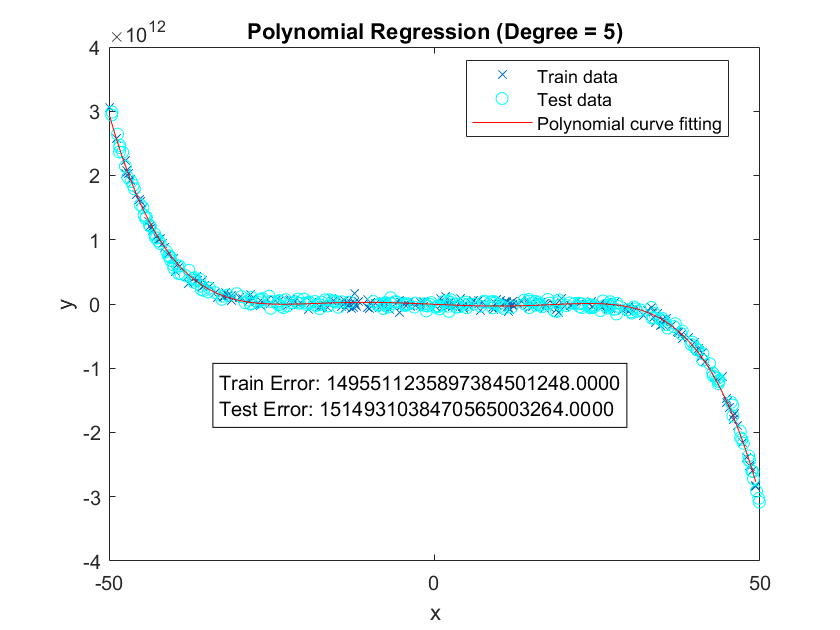 Polynomial Regression (Degree = 5)
×10^12
Train data
Test data
Polynomial curve fitting
4
3
2
1
0
-1
-2
-3
-4
y
Train Error: 1495511235897384501248.0000
Test Error: 1514931038470565003264.0000
-50
0
50
x